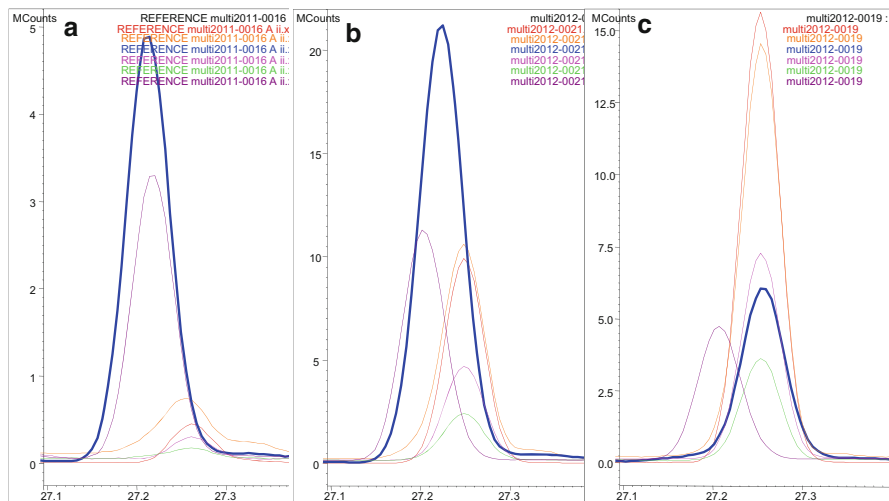 a
MCounts
REFERENCE multi2011-0016
REFERENCE multi2011-0016 A ii.x
REFERENCE multi2011-0016 A ii.
REFERENCE multi2011-0016 A ii.
REFERENCE multi2011-0016 A ii.
REFERENCE multi2011-0016 A ii.
REFERENCE multi2011-0016 A ii.
5
4
3
2
1
0
27.1 27.2 27.3
b
MCounts
multi2012-0
multi2012-0021
multi2012-0021
multi2012-0021
multi2012-0021
multi2012-0021
multi2012-0021
20
15
10
5
0
27.1 27.2 27.3
c
MCounts
multi2012-0019 :
multi2012-0019
multi2012-0019
multi2012-0019
multi2012-0019
multi2012-0019
multi2012-0019
15.0
12.5
10.0
7.5
5.0
2.5
0.0
27.1 27.2 27.3